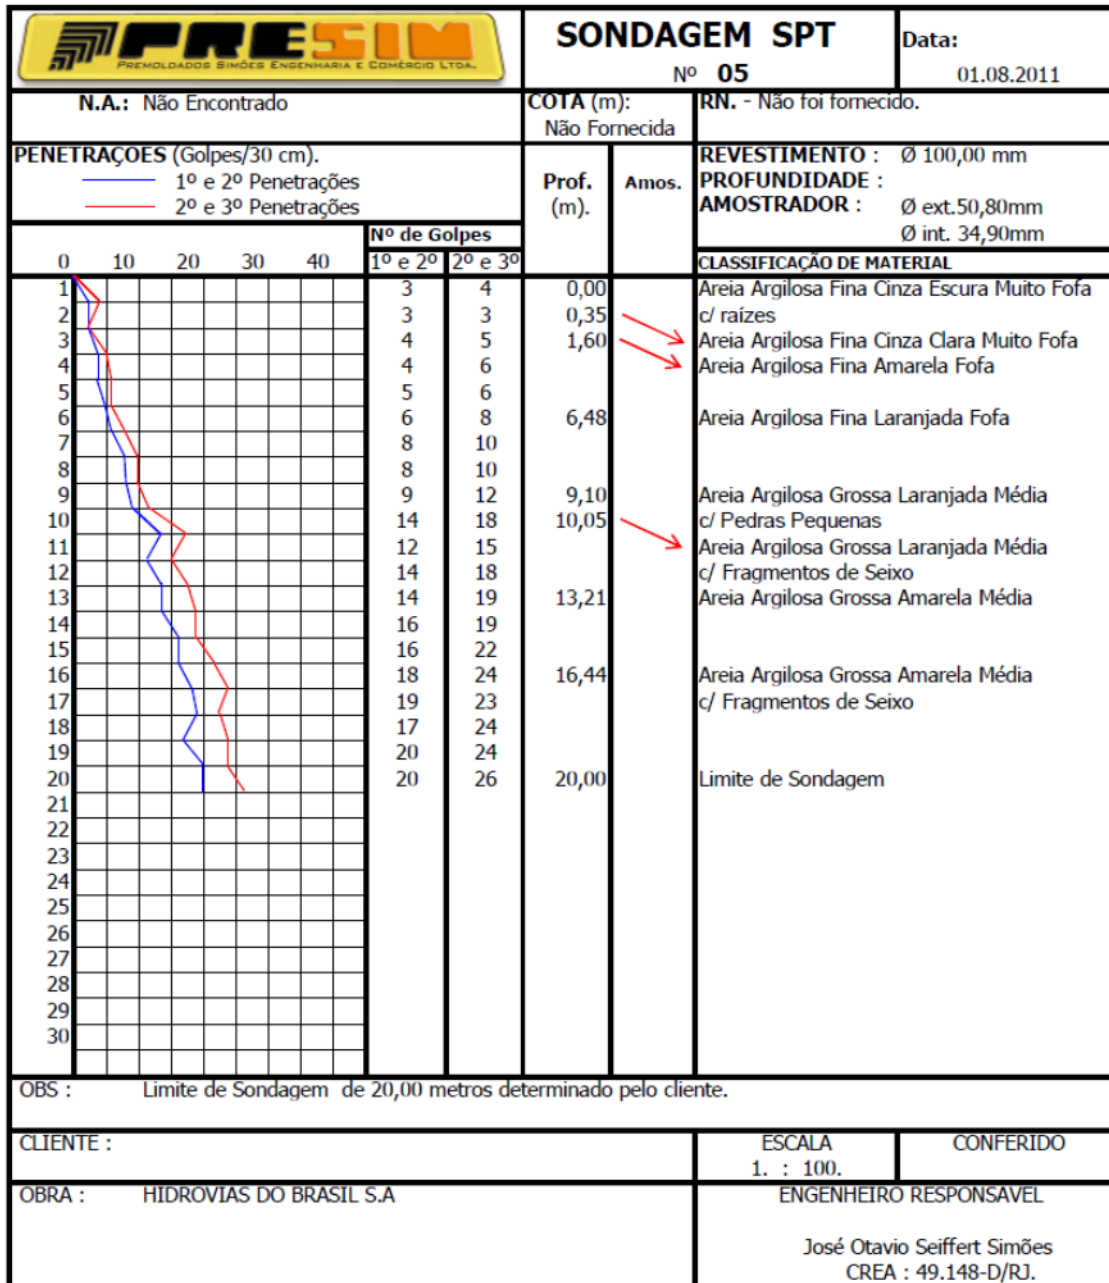 PRESIM
PREMOLDADOS SIMÕES ENGENHARIA E COMÉRCIO LTDA.
SONDAGEM SPT
Nº 05
Data:
01.08.2011
N.A.: Não Encontrado
COTA (m):
Não Fornecida
RN. - Não foi fornecido.
PENETRAÇOES (Golpes/30 cm).
1º e 2º Penetrações
2º e 3º Penetrações
Prof.
(m).
Amos.
REVESTIMENTO : Ø 100,00 mm
PROFUNDIDADE :
AMOSTRADOR : Ø ext.50,80mm
Ø int. 34,90mm
Nº de Golpes
0 10 20 30 40 1º e 2º 2º e 3º CLASSIFICAÇÃO DE MATERIAL
1 3 4 0,00 Areia Argilosa Fina Cinza Escura Muito Fofa
2 3 3 0,35 c/ raízes
3 4 5 1,60 Areia Argilosa Fina Cinza Clara Muito Fofa
4 4 6 Areia Argilosa Fina Amarela Fofa
5 5 6
6 6 8 6,48 Areia Argilosa Fina Laranjada Fofa
7 8 10
8 8 10
9 9 12 9,10 Areia Argilosa Grossa Laranjada Média
10 14 18 10,05 c/ Pedras Pequenas
11 12 15 Areia Argilosa Grossa Laranjada Média
12 14 18 c/ Fragmentos de Seixo
13 14 19 13,21 Areia Argilosa Grossa Amarela Média
14 16 19
15 16 22
16 18 24 16,44 Areia Argilosa Grossa Amarela Média
17 19 23 c/ Fragmentos de Seixo
18 17 24
19 20 24
20 20 26 20,00 Limite de Sondagem
21
22
23
24
25
26
27
28
29
30
OBS : Limite de Sondagem de 20,00 metros determinado pelo cliente.
CLIENTE :
ESCALA
1. : 100.
CONFERIDO
OBRA : HIDROVIAS DO BRASIL S.A
ENGENHEIRO RESPONSAVEL
José Otavio Seiffert Simões
CREA : 49.148-D/RJ.